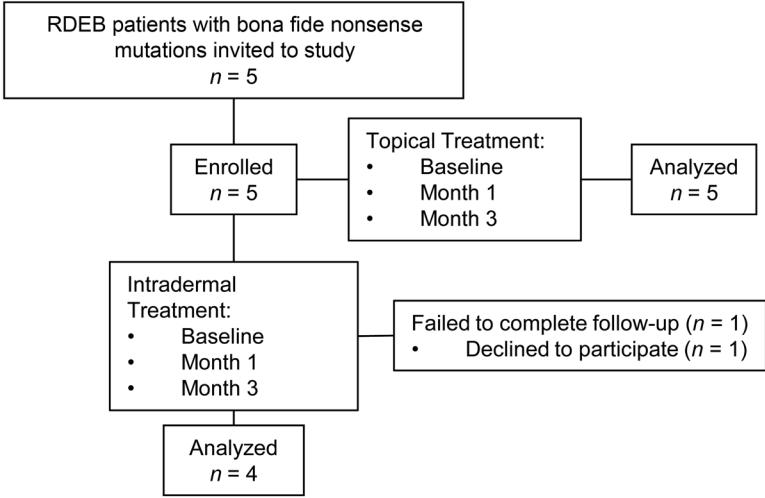 RDEB patients with bona fide nonsense
mutations invited to study
n = 5
Enrolled
n = 5
Topical Treatment:
• Baseline
• Month 1
• Month 3
Analyzed
n = 5
Intradermal
Treatment:
• Baseline
• Month 1
• Month 3
Failed to complete follow-up (n = 1)
• Declined to participate (n = 1)
Analyzed
n = 4